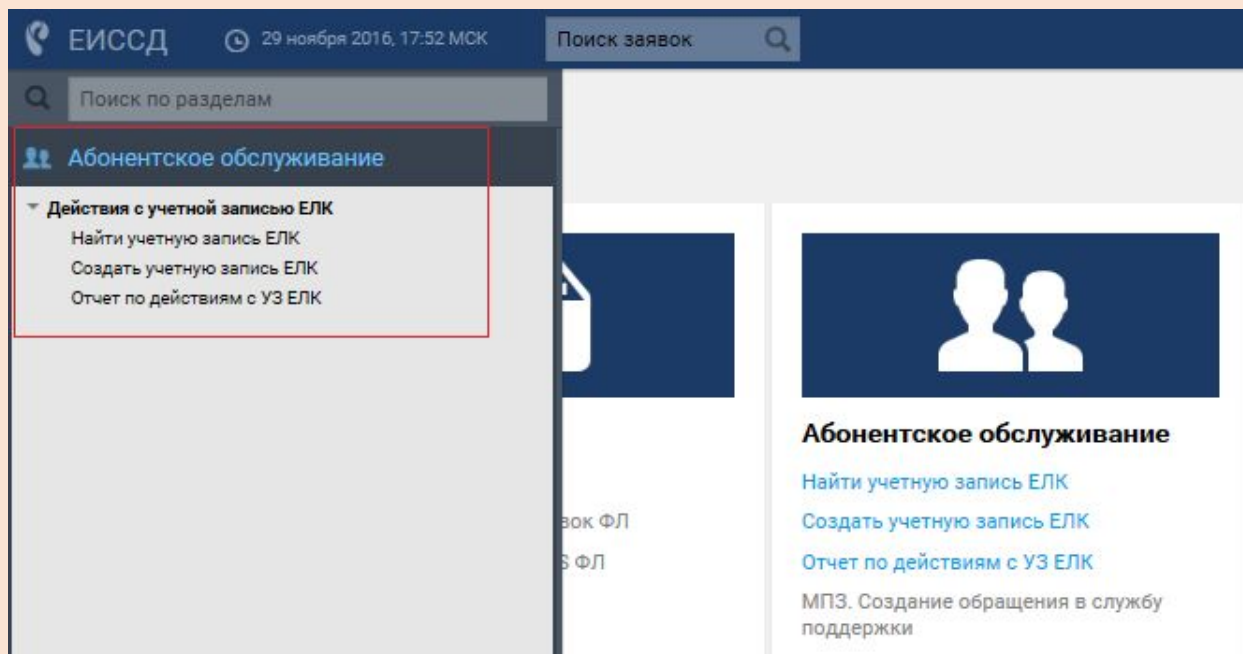 ЕИССД
29 ноября 2016, 17:52 МСК
Поиск заявок
Поиск по разделам
Абонентское обслуживание
Действия с учетной записью ЕЛК
Найти учетную запись ЕЛК
Создать учетную запись ЕЛК
Отчет по действиям с УЗ ЕЛК
ФЛ
ФЛ
Абонентское обслуживание
Найти учетную запись ЕЛК
Создать учетную запись ЕЛК
Отчет по действиям с УЗ ЕЛК
МПЗ. Создание обращения в службу
поддержки